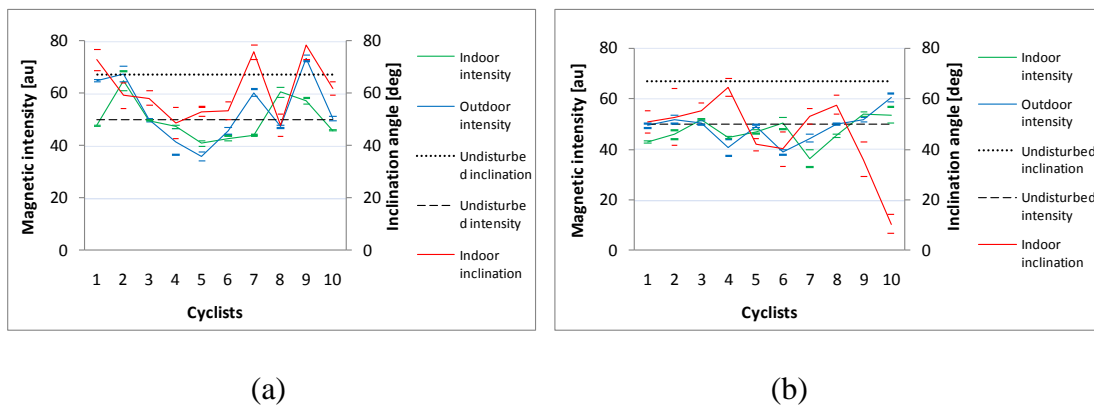 80
60
40
20
0
Magnetic intensity [au]
80
60
40
20
0
Inclination angle [deg]
1 2 3 4 5 6 7 8 9 10
Cyclists
Indoor
intensity
Outdoor
intensity
Undisturbe
d inclination
Undisturbe
d intensity
Indoor
inclination
(a)
80
60
40
20
0
Magnetic intensity [au]
80
60
40
20
0
Inclination angle [deg]
1 2 3 4 5 6 7 8 9 10
Cyclists
Indoor
intensity
Outdoor
intensity
Undisturbed
inclination
Undisturbed
intensity
Indoor
inclination
(b)